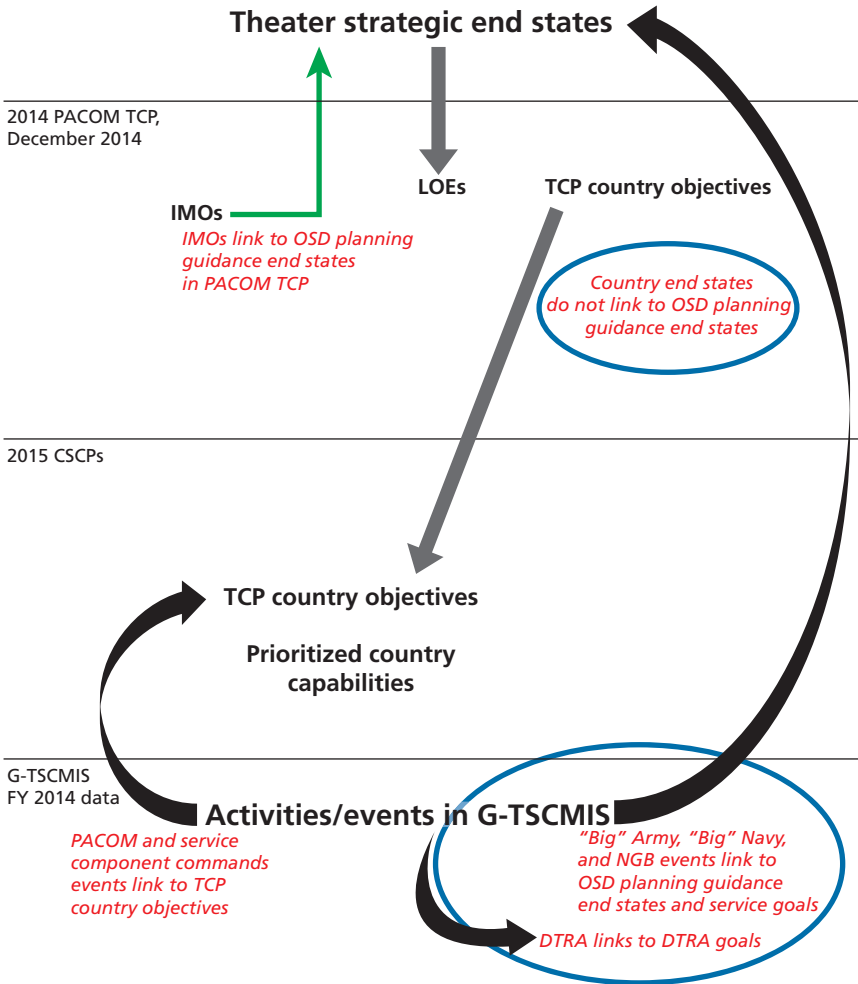 Theater strategic end states
2014 PACOM TCP,
December 2014
LOEs
TCP country objectives
IMOs
IMOs link to OSD planning
guidance end states
in PACOM TCP
Country end states
do not link to OSD planning
guidance end states
2015 CSCPs
TCP country objectives
Prioritized country
capabilities
G-TSCMIS
FY 2014 data
Activities/events in G-TSCMIS
PACOM and service
component commands
events link to TCP
country objectives
“Big” Army, “Big” Navy,
and NGB events link to
OSD planning guidance
end states and service goals
DTRA links to DTRA goals